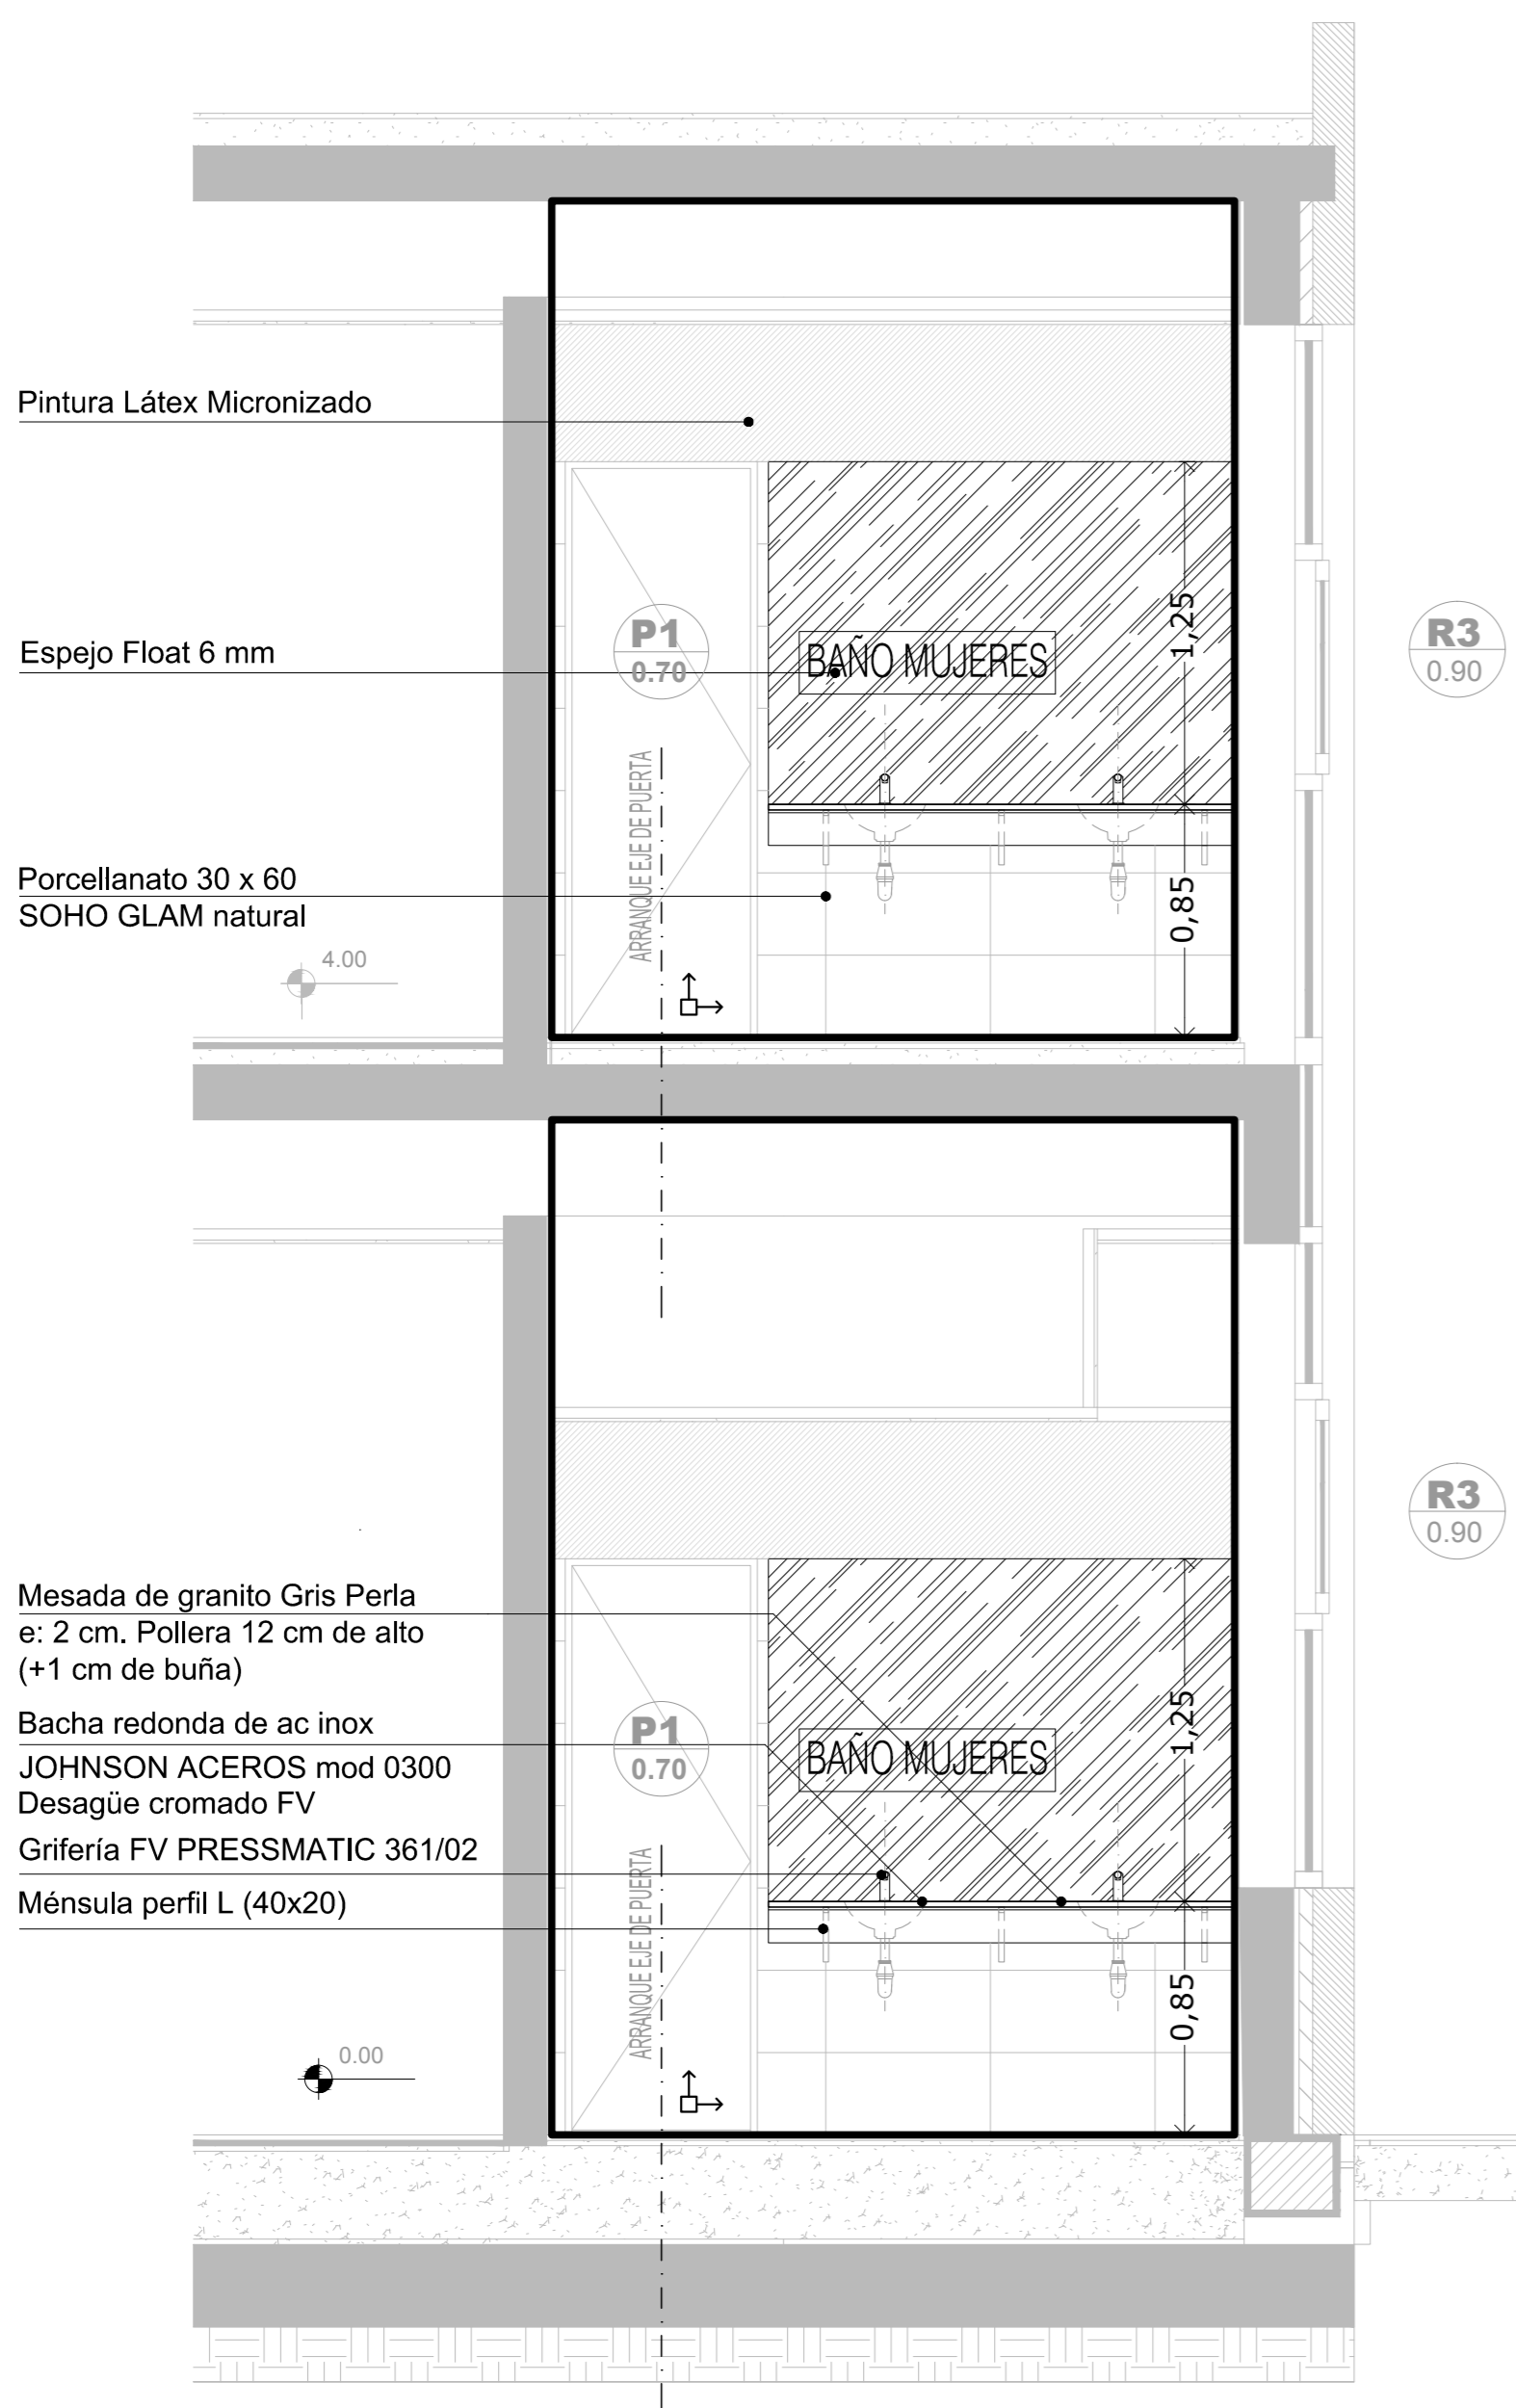 Pintura Látex Micronizado
1,25
Espejo Float 6 mm
P1
0.70
BAÑO MUJERES
R3
0.90
ARRANQUE EJE DE PUERTA
Porcellanato 30 x 60
SOHO GLAM natural
0,85
4.00
R3
0.90
Mesada de granito Gris Perla
e: 2 cm. Pollera 12 cm de alto
(+1 cm de buña)
1,25
Bacha redonda de ac inox
P1
0.70
BAÑO MUJERES
JOHNSON ACEROS mod 0300
Desagüe cromado FV
Grifería FV PRESSMATIC 361/02
ARRANQUE EJE DE PUERTA
Ménsula perfil L (40x20)
0,85
0.00